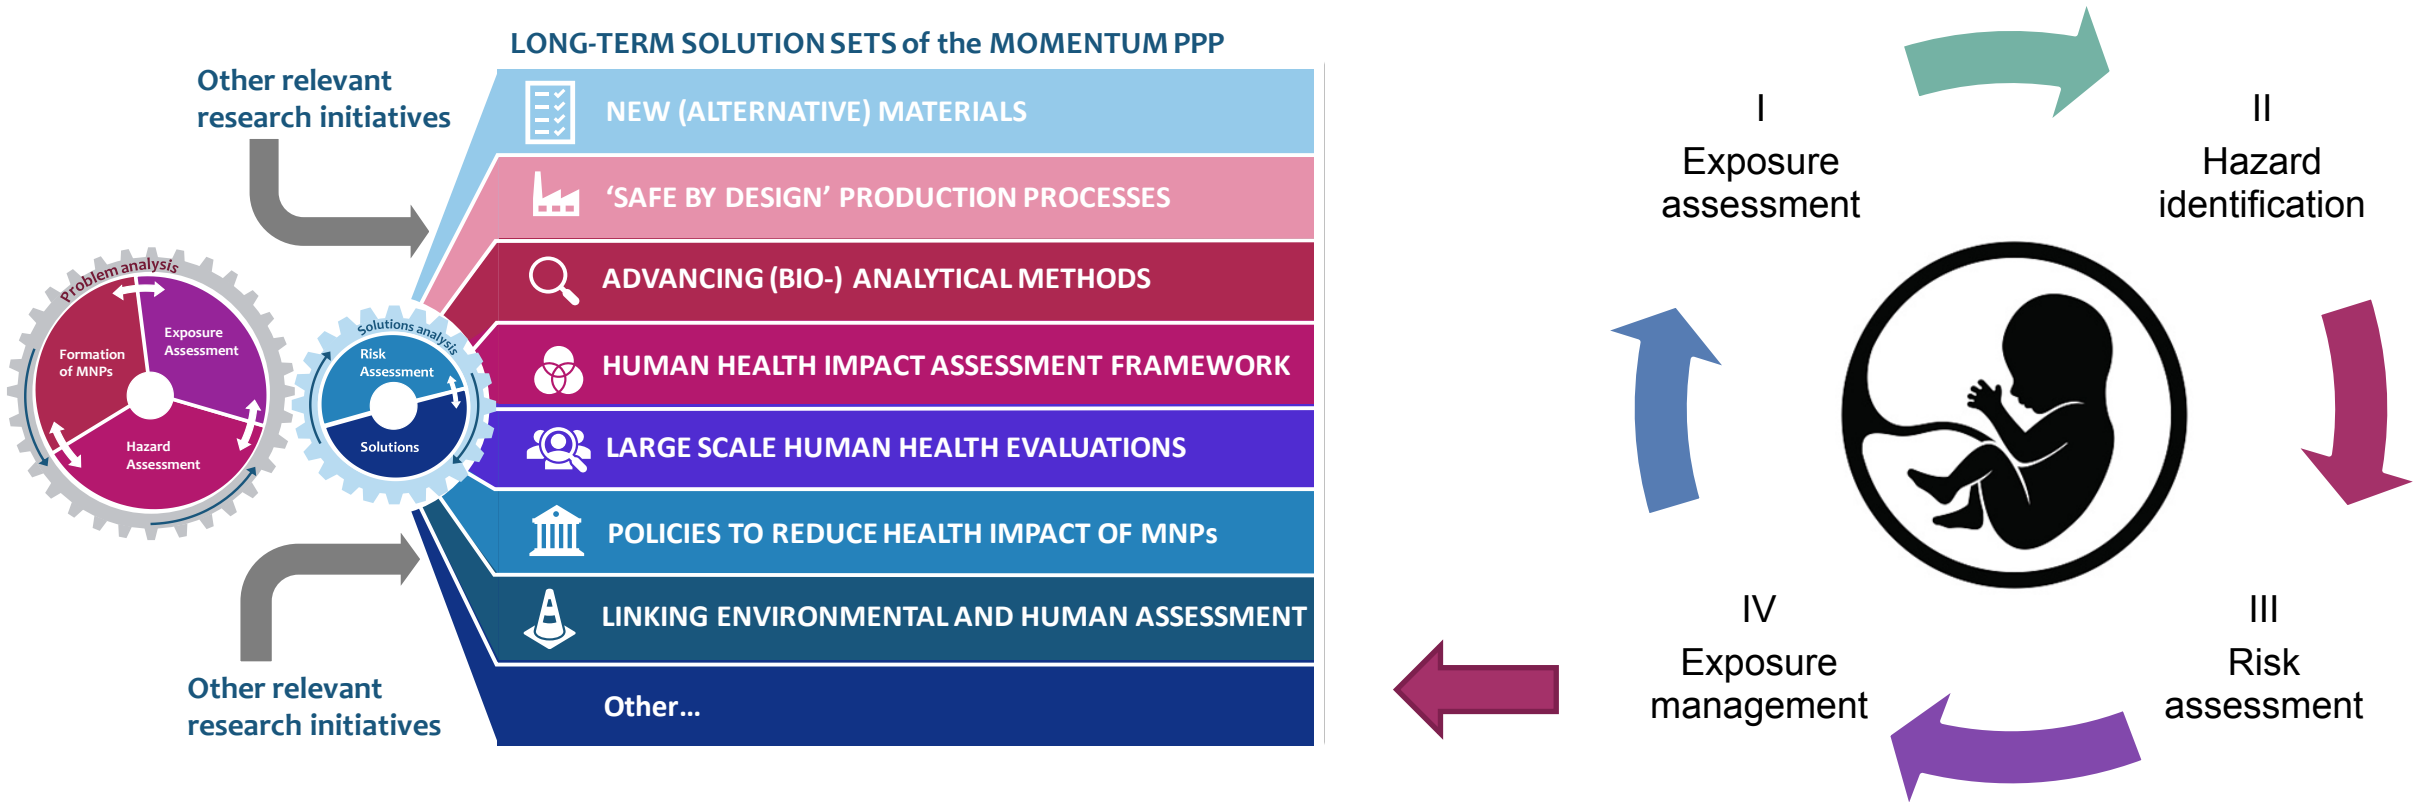 LONG-TERM SOLUTION SETS of the MOMENTUM PPP
Other relevant
research initiatives
NEW (ALTERNATIVE) MATERIALS
‘SAFE BY DESIGN’ PRODUCTION PROCESSES
ADVANCING (BIO-) ANALYTICAL METHODS
HUMAN HEALTH IMPACT ASSESSMENT FRAMEWORK
LARGE SCALE HUMAN HEALTH EVALUATIONS
POLICIES TO REDUCE HEALTH IMPACT OF MNPs
LINKING ENVIRONMENTAL AND HUMAN ASSESSMENT
Other...
Problem analysis
Exposure
Assessment
Formation
of MNPs
Hazard
Assessment
Solutions analysis
Risk
Assessment
Solutions
Other relevant
research initiatives
I
Exposure
assessment
II
Hazard
identification
III
Risk
assessment
IV
Exposure
management